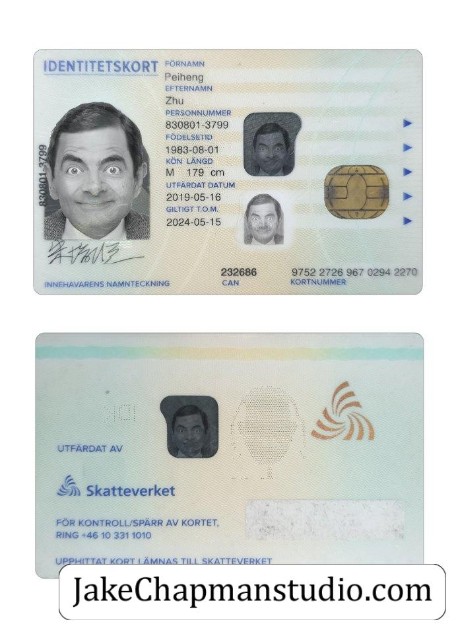 IDENTITETSKORT
FÖRNAMN
Peiheng
EFTERNAMN
Zhu
PERSONNUMMER
830801-3799
FÖDELSETID
1983-08-01
KÖN LÄNGD
M 179 cm
UTFÄRDAT DATUM
2019-05-16
GILTIGT T.O.M.
2024-05-15
830801-3799
232686
9752 2726 967 0294 2270
INNEHAVARENS NAMNTECKNING
CAN
KORTNUMMER
UTFÄRDAT AV
Skatteverket
FÖR KONTROLL/SPÄRR AV KORTET,
RING +46 10 331 1010
UPPHITTAT KORT LÄMNAS TILL SKATTEVERKET
JakeChapmanstudio.com